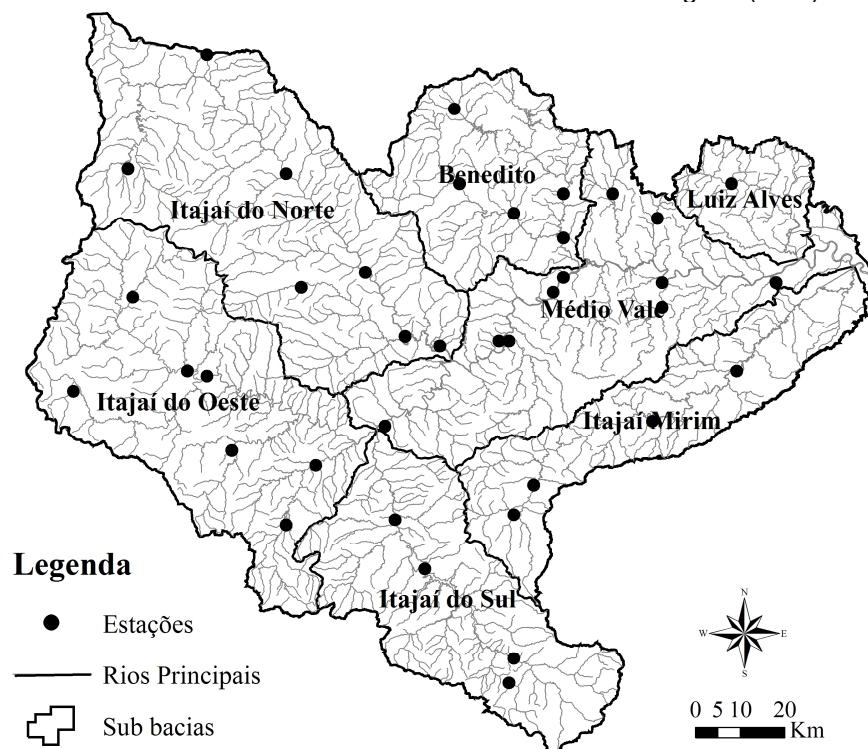 Benedito
Luiz Alves
Itajaí do Norte
Médio Vale
Itajaí do Oeste
Itajaí Mirim
Itajaí do Sul
Legenda
Estações
Rios Principais
Sub bacias
N
W E
S
0 5 10 20
Km